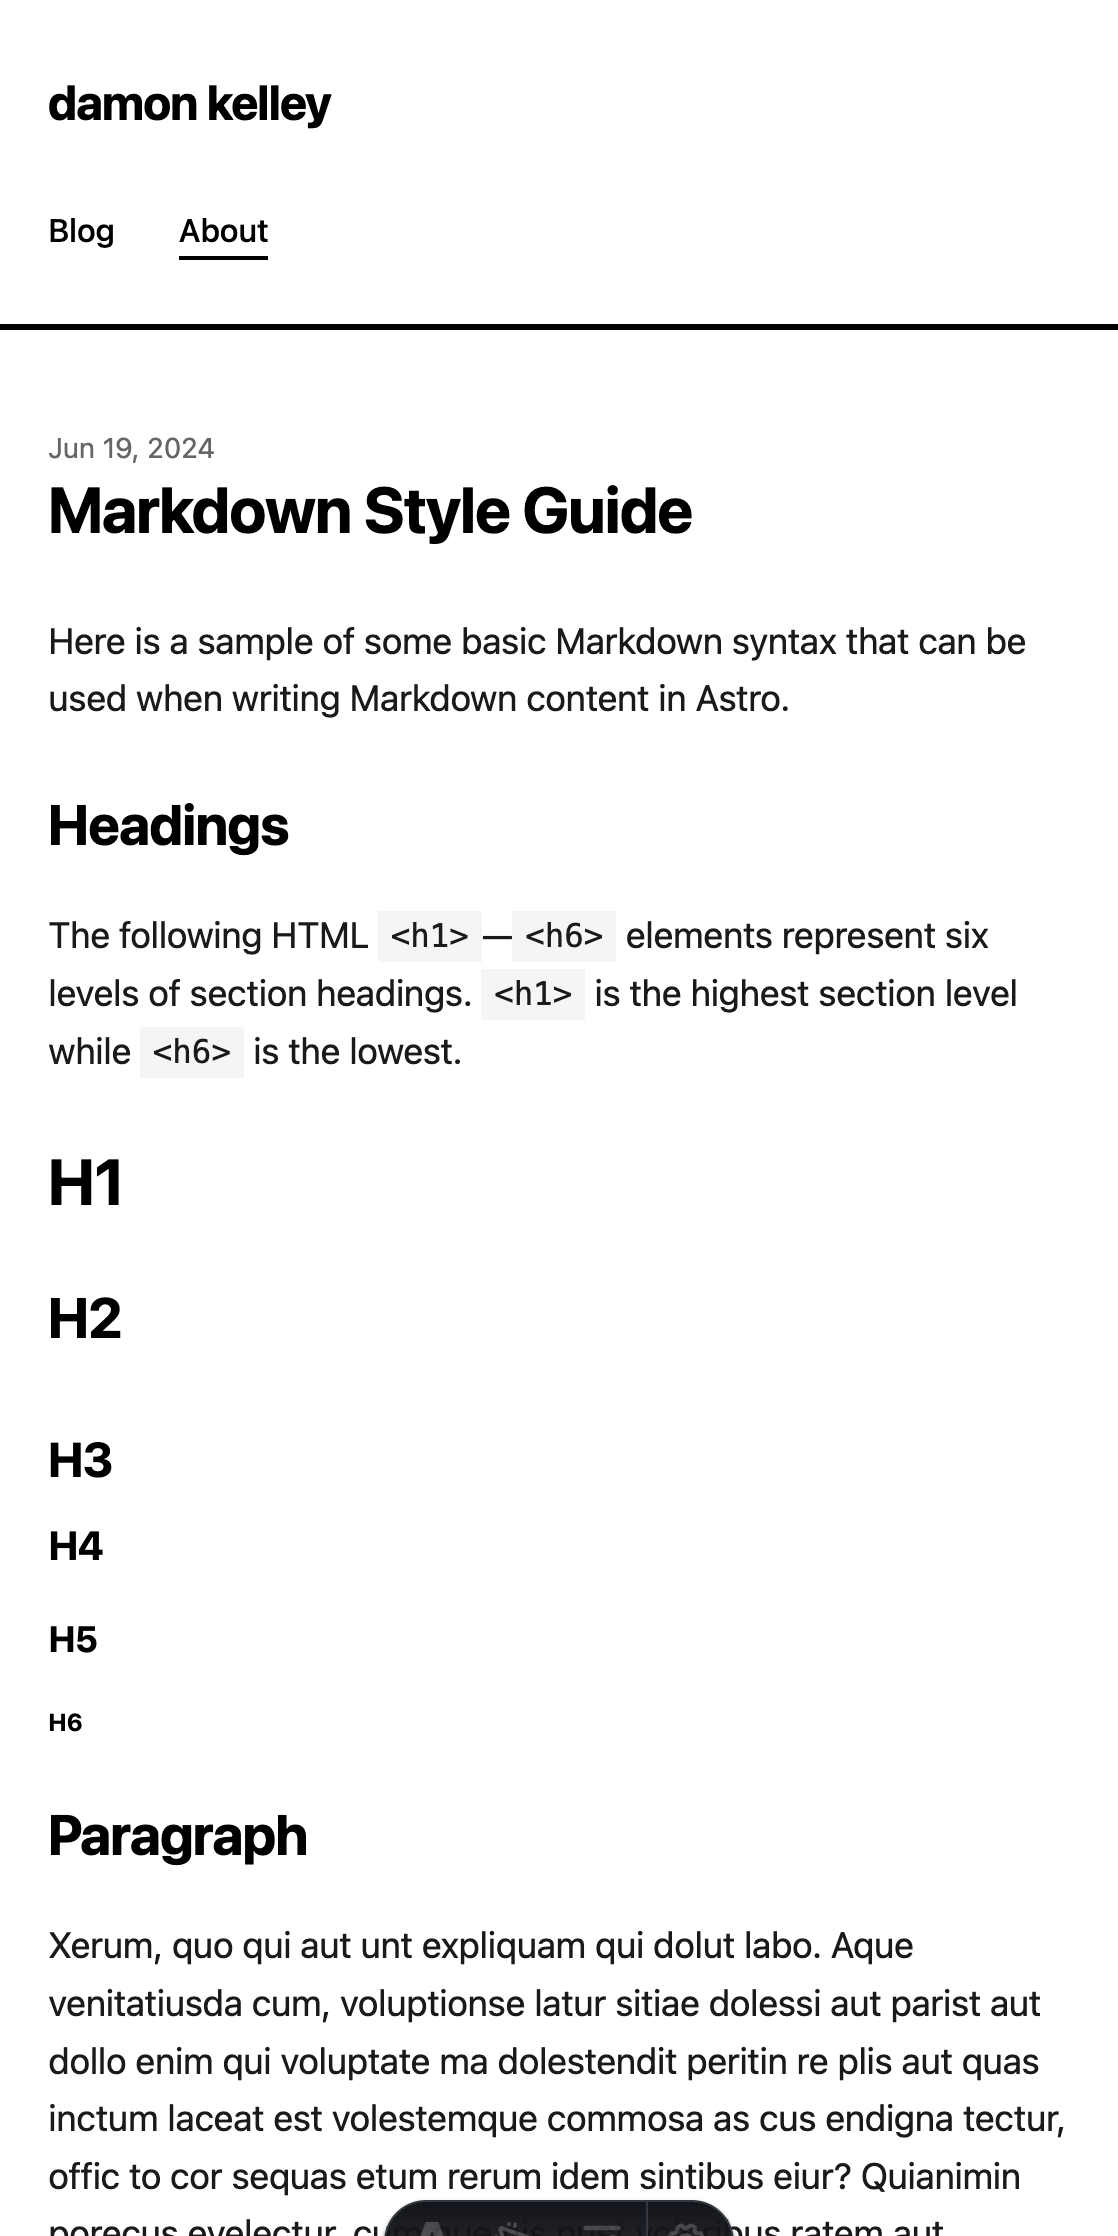 damon kelley
Blog About
Jun 19, 2024
Markdown Style Guide
Here is a sample of some basic Markdown syntax that can be
used when writing Markdown content in Astro.
Headings
The following HTML <h1>—<h6> elements represent six
levels of section headings. <h1> is the highest section level
while <h6> is the lowest.
H1
H2
H3
H4
H5
H6
Paragraph
Xerum, quo qui aut unt expliquam qui dolut labo. Aque
venitatiusda cum, voluptionse latur sitiae dolessi aut parist aut
dollo enim qui voluptate ma dolestendit peritin re plis aut quas
inctum laceat est volestemque commosa as cus endigna tectur,
offic to cor sequas etum rerum idem sintibus eiur? Quianimin
porecus evelectur, ratem aut